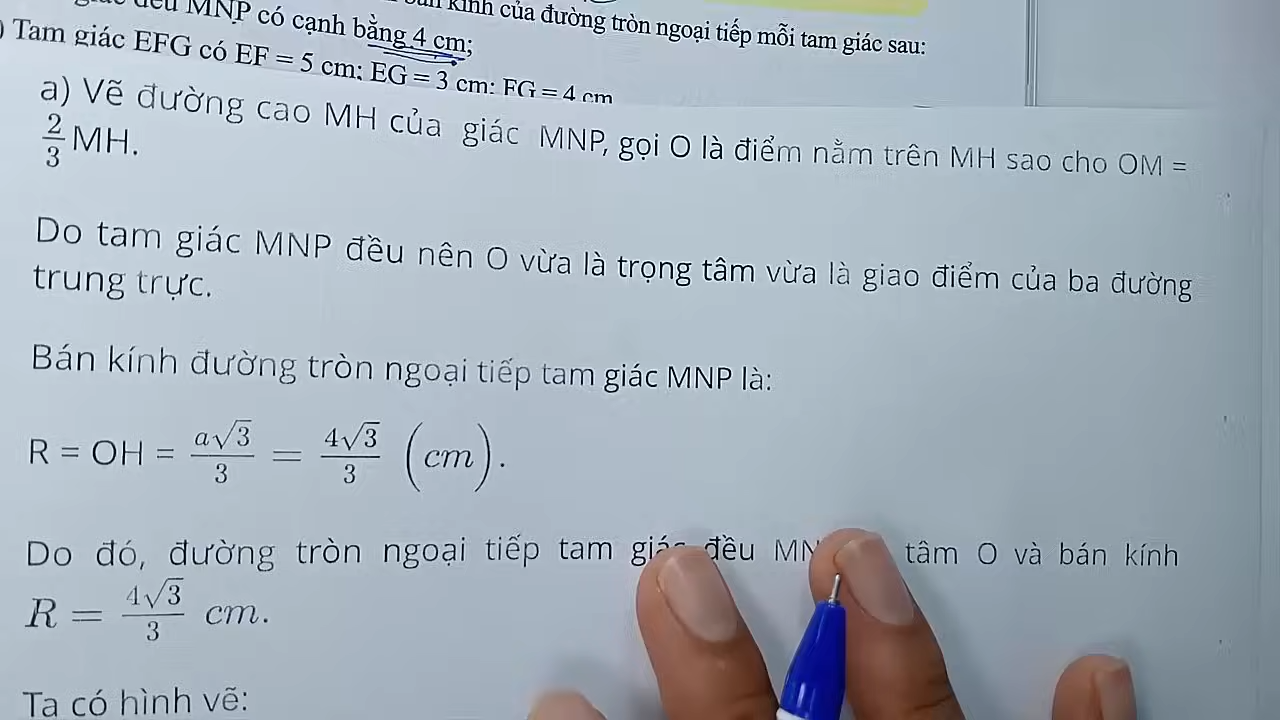 kính của đường tròn ngoại tiếp mỗi tam giác sau:
MNP có cạnh bằng 4 cm;
) Tam giác EFG có EF = 5 cm; EG = 3 cm; FG = 4 cm
a) Vẽ đường cao MH của giác MNP, gọi O là điểm nằm trên MH sao cho OM =
2/3 MH.
Do tam giác MNP đều nên O vừa là trọng tâm vừa là giao điểm của ba đường
trung trực.
Bán kính đường tròn ngoại tiếp tam giác MNP là:
R = OH = a√3/3 = 4√3/3 (cm).
Do đó, đường tròn ngoại tiếp tam giác đều tâm O và bán kính
R = 4√3/3 cm.
Ta có hình vẽ: